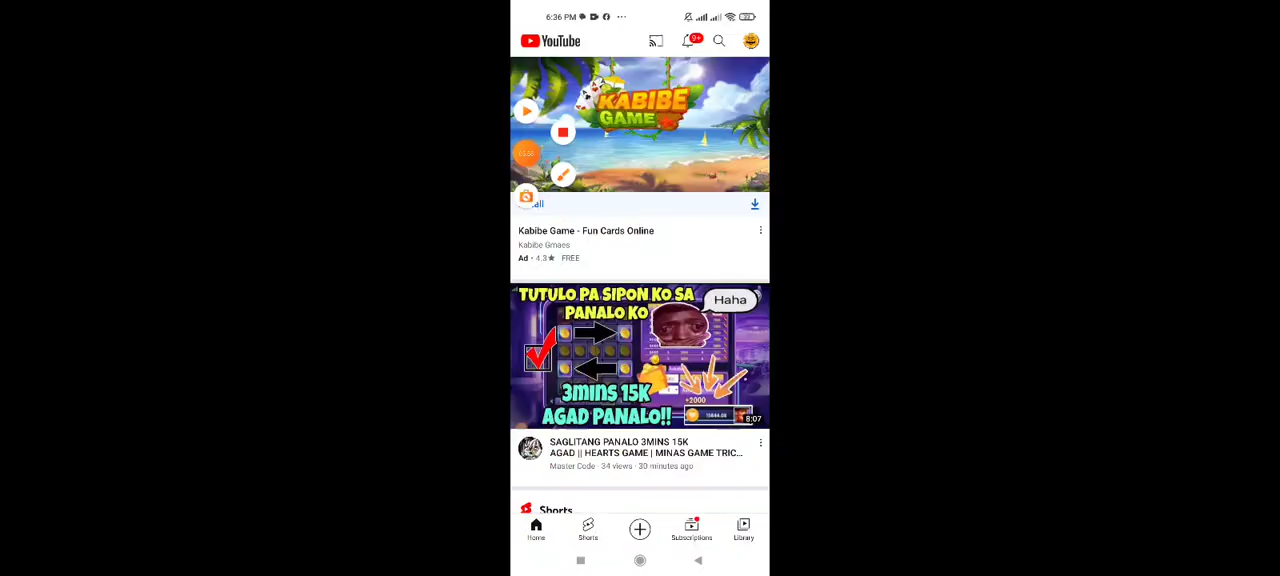 6:36 PM
YouTube
9+
KABIBE
GAME
Kabibe Game - Fun Cards Online
Kabibe Gmaes
Ad · 4.3★ FREE
TUTULO PA SIPON KO SA
PANALO KO
Haha
3mins 15K
AGAD PANALO!!
+2000
8:07
SAGLITANG PANALO 3MINS 15K
AGAD || HEARTS GAME | MINAS GAME TRIC...
Master Code · 34 views · 30 minutes ago
Shorts
Home
Shorts
Subscriptions
Library